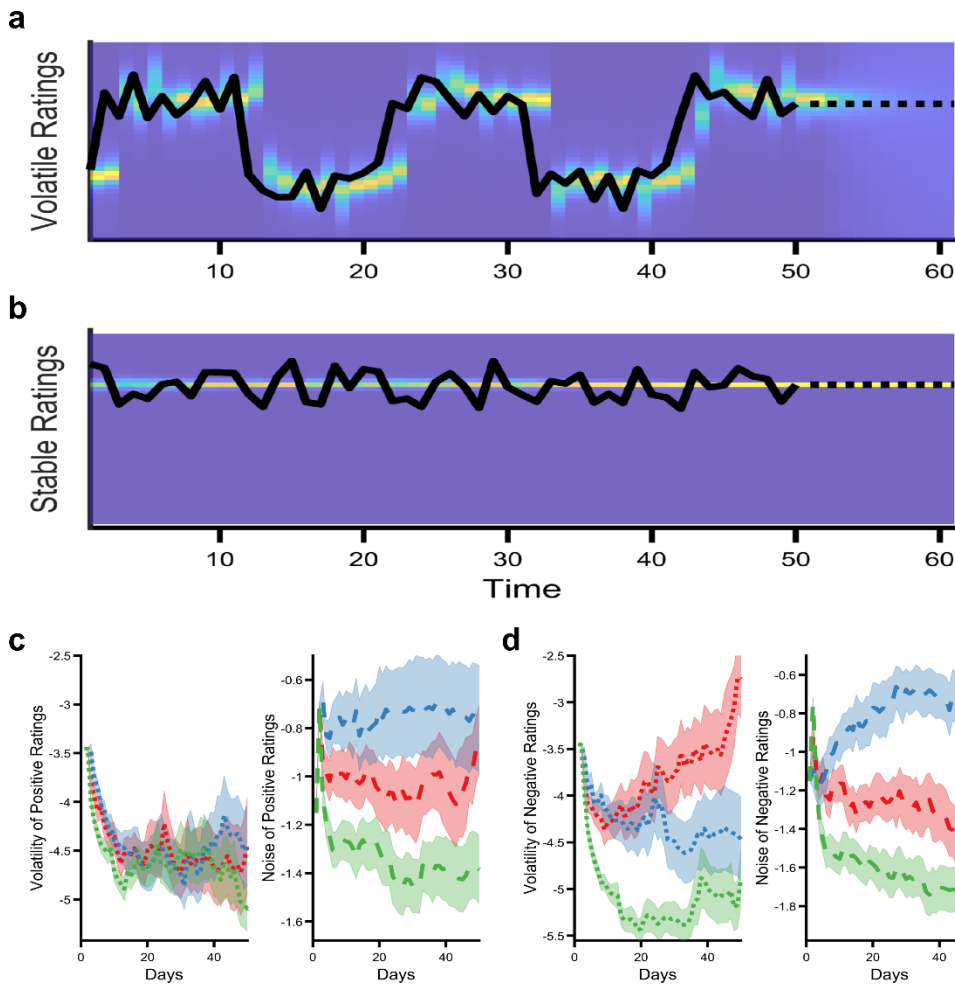 a
Volatile Ratings
10 20 30 40 50 60
b
Stable Ratings
10 20 30 40 50 60
Time
c
Volatility of Positive Ratings
-2.5
-3
-3.5
-4
-4.5
-5
0 20 40
Days
Noise of Positive Ratings
-0.6
-0.8
-1
-1.2
-1.4
-1.6
0 20 40
Days
d
Volatility of Negative Ratings
-2.5
-3
-3.5
-4
-4.5
-5
-5.5
0 20 40
Days
Noise of Negative Ratings
-0.6
-0.8
-1
-1.2
-1.4
-1.6
-1.8
0 20 40
Days